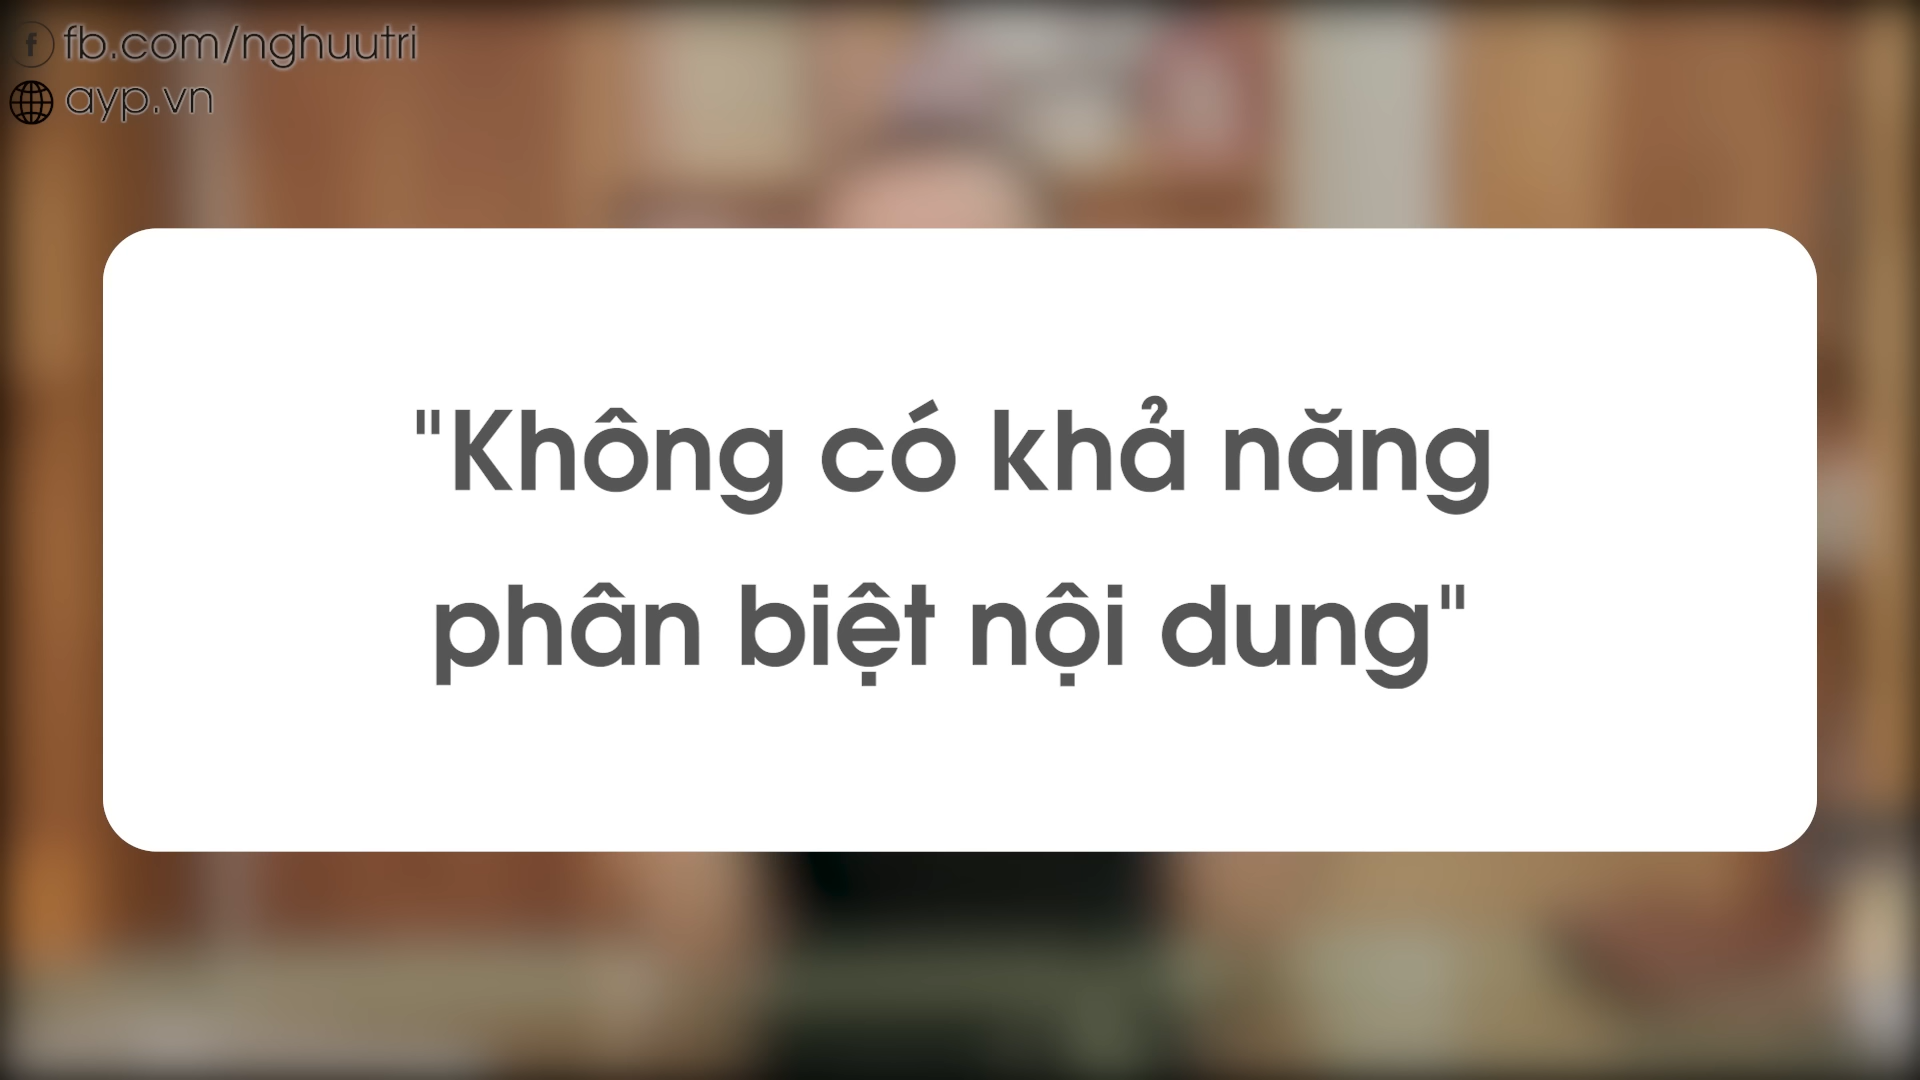 fb.com/nghuutri
ayp.vn
"Không có khả năng
phân biệt nội dung"